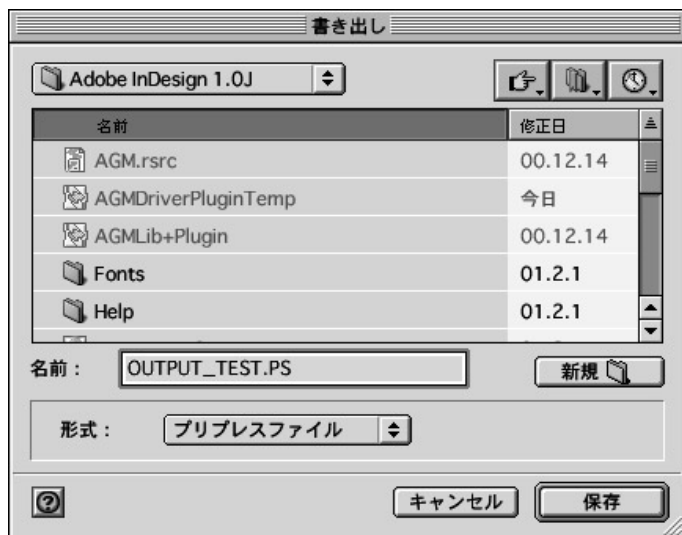 書き出し
Adobe InDesign 1.0J
名前 修正日
AGM.rsrc 00.12.14
AGMDriverPluginTemp 今日
AGMLib+Plugin 00.12.14
Fonts 01.2.1
Help 01.2.1
名前： OUTPUT_TEST.PS 新規
形式： プリプレスファイル
キャンセル 保存